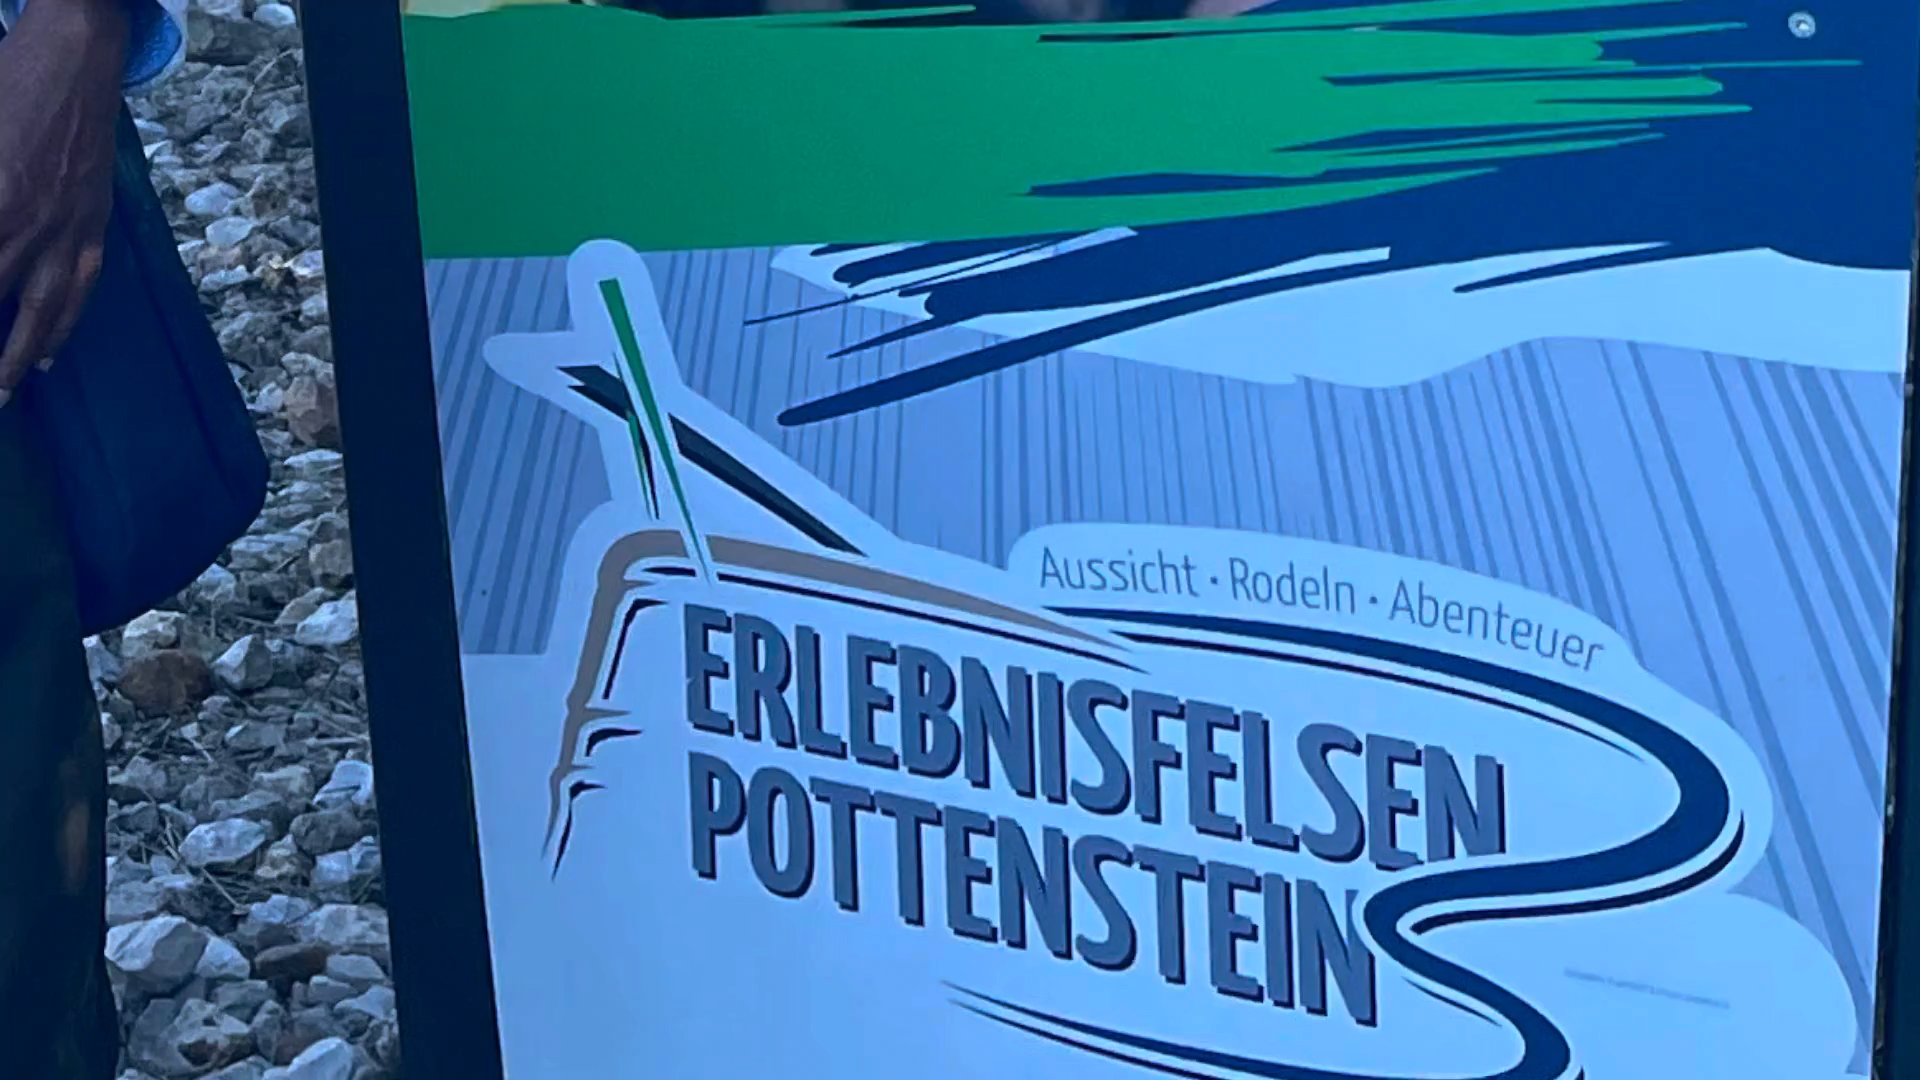 Aussicht · Rodeln · Abenteuer
ERLEBNISFELSEN
POTTENSTEIN